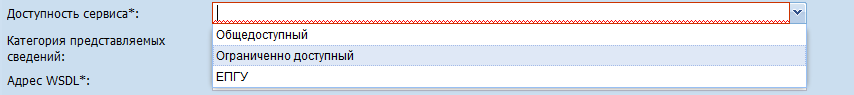 Доступность сервиса*:
Общедоступный
Категория представляемых
сведений:
Ограниченно доступный
ЕПГУ
Адрес WSDL*: